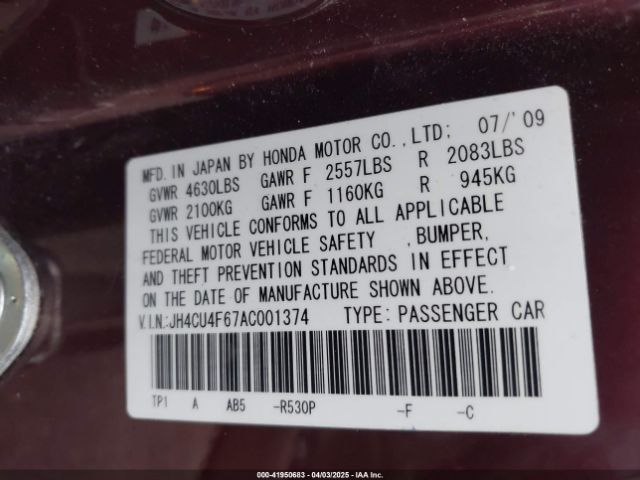 MFD. IN JAPAN BY HONDA MOTOR CO.,LTD; 07/'09
GVWR 4630LBS GAWR F 2557LBS R 2083LBS
GVWR 2100KG GAWR F 1160KG R 945KG
THIS VEHICLE CONFORMS TO ALL APPLICABLE
FEDERAL MOTOR VEHICLE SAFETY ,BUMPER,
AND THEFT PREVENTION STANDARDS IN EFFECT
ON THE DATE OF MANUFACTURE SHOWN ABOVE.
V.I.N.:JH4CU4F67AC001374 TYPE: PASSENGER CAR
TP1 A AB5 -R530P -F -C
000-41950683 - 04/03/2025 - IAA Inc.